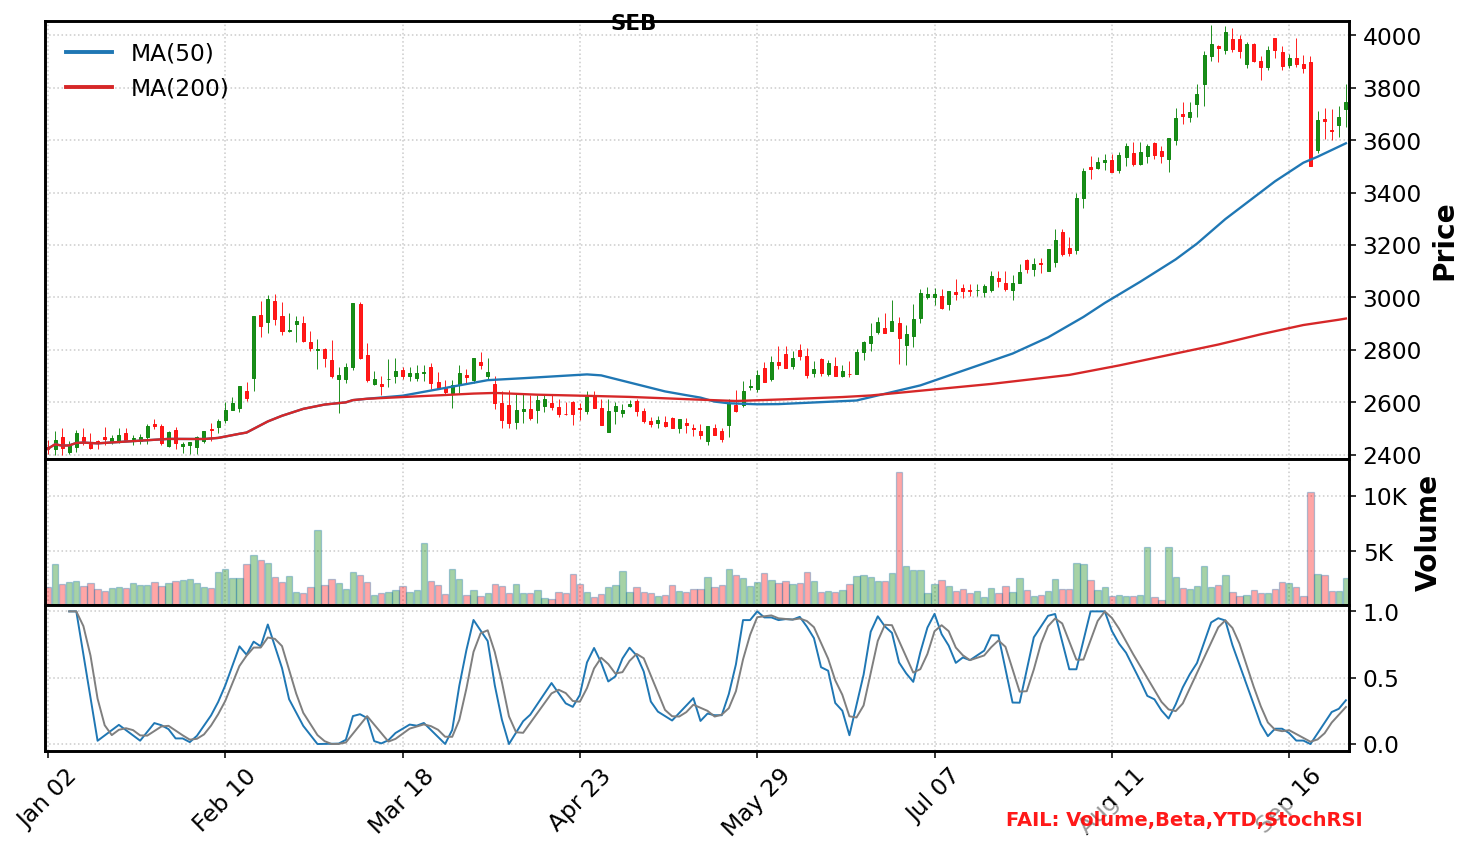 SEB
MA(50)
MA(200)
4000
3800
3600
3400
3200
3000
2800
2600
2400
Price
10K
5K
Volume
1.0
0.5
0.0
Jan 02
Feb 10
Mar 18
Apr 23
May 29
Jul 07
Aug 11
Sep 16
FAIL: Volume,Beta,YTD,StochRSI